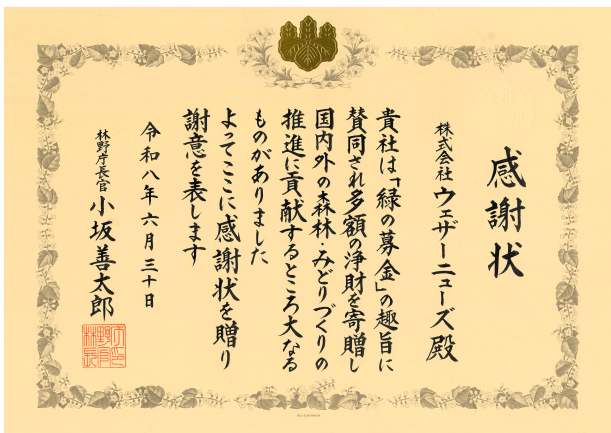 感謝状
株式会社 ウェザーニューズ 殿
貴社は「緑の募金」の趣旨に
賛同され多額の浄財を寄贈し
国内外の森林・みどりづくりの
推進に貢献するところ大なる
ものがありました
よってここに感謝状を贈り
謝意を表します
令和八年六月三十日
林野庁長官 小坂善太郎